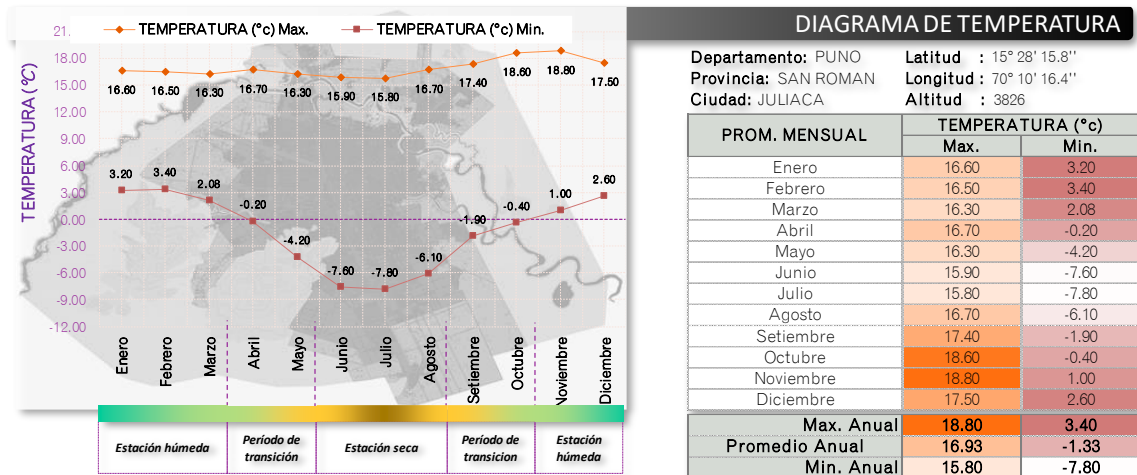 DIAGRAMA DE TEMPERATURA
TEMPERATURA (°c) Max. TEMPERATURA (°c) Min.
TEMPERATURA (°C)
21.
18.00
15.00
12.00
9.00
6.00
3.00
0.00
-3.00
-6.00
-9.00
-12.00
16.60 16.50 16.30 16.70 16.30 15.90 15.80 16.70 17.40 18.60 18.80 17.50
3.20 3.40 2.08 -0.20 -4.20 -7.60 -7.80 -6.10 -1.90 -0.40 1.00 2.60
Enero Febrero Marzo Abril Mayo Junio Julio Agosto Setiembre Octubre Noviembre Diciembre
Estación húmeda
Período de transición
Estación seca
Período de transicion
Estación húmeda
Departamento: PUNO Latitud : 15° 28' 15.8''
Provincia: SAN ROMAN Longitud : 70° 10' 16.4''
Ciudad: JULIACA Altitud : 3826
PROM. MENSUAL TEMPERATURA (°c)
Max. Min.
Enero 16.60 3.20
Febrero 16.50 3.40
Marzo 16.30 2.08
Abril 16.70 -0.20
Mayo 16.30 -4.20
Junio 15.90 -7.60
Julio 15.80 -7.80
Agosto 16.70 -6.10
Setiembre 17.40 -1.90
Octubre 18.60 -0.40
Noviembre 18.80 1.00
Diciembre 17.50 2.60
Max. Anual 18.80 3.40
Promedio Anual 16.93 -1.33
Min. Anual 15.80 -7.80